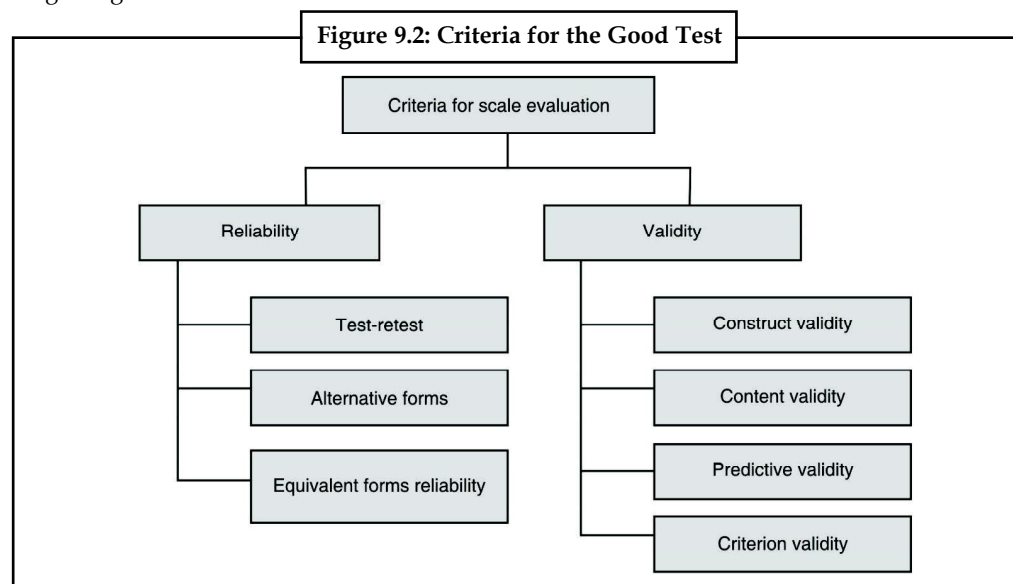 Figure 9.2: Criteria for the Good Test
Criteria for scale evaluation
Reliability
Validity
Test-retest
Alternative forms
Equivalent forms reliability
Construct validity
Content validity
Predictive validity
Criterion validity